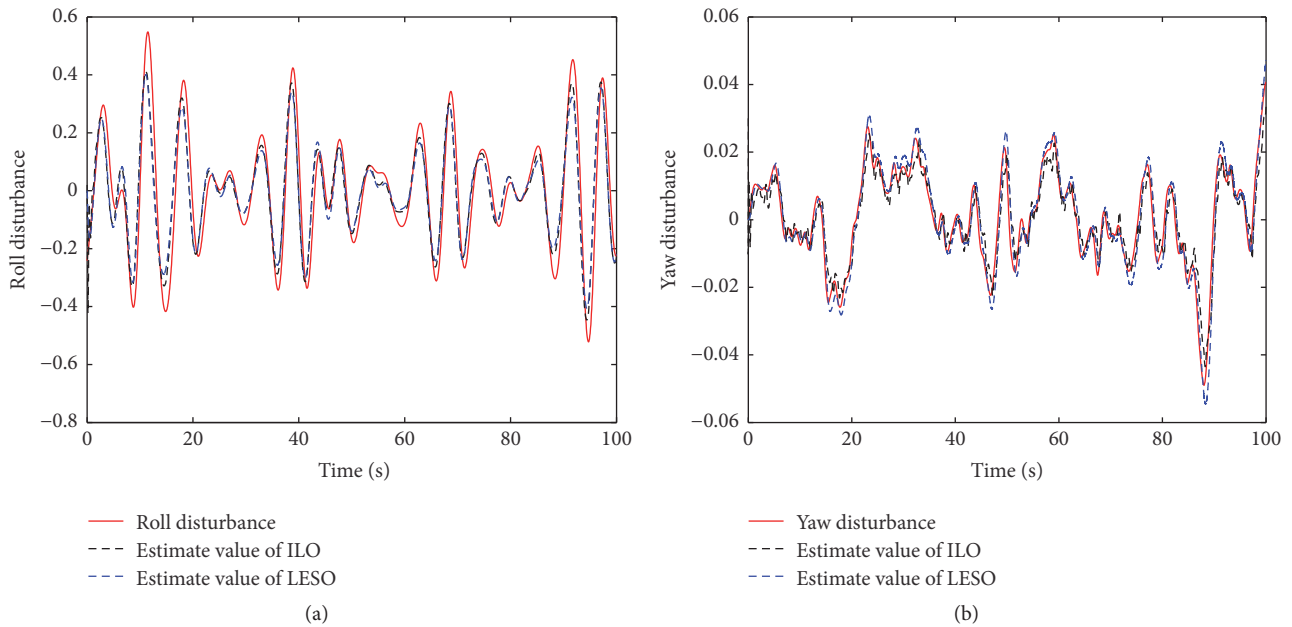 0.6
0.4
0.2
0
−0.2
−0.4
−0.6
−0.8
Roll disturbance
0 20 40 60 80 100
Time (s)
Roll disturbance
Estimate value of ILO
Estimate value of LESO
(a)
0.06
0.04
0.02
0
−0.02
−0.04
−0.06
Yaw disturbance
0 20 40 60 80 100
Time (s)
Yaw disturbance
Estimate value of ILO
Estimate value of LESO
(b)